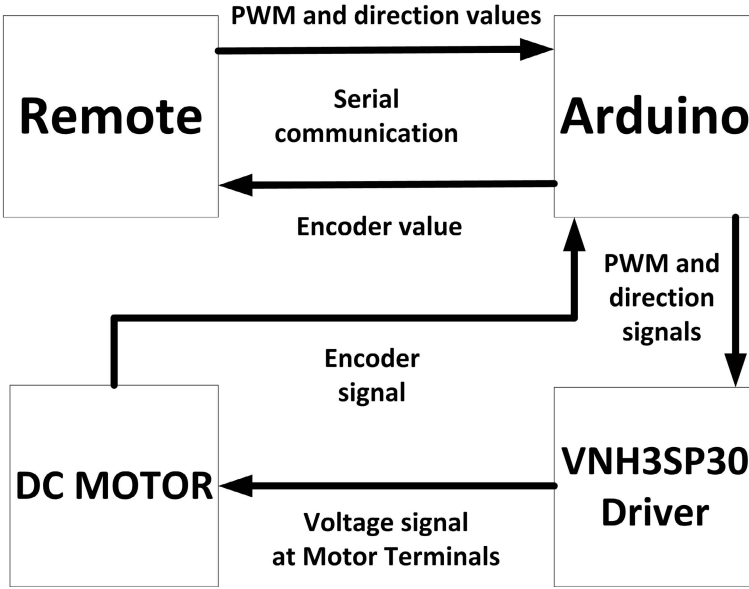 PWM and direction values
Remote
Serial
communication
Arduino
Encoder value
PWM and
direction
signals
Encoder
signal
DC MOTOR
VNH3SP30
Driver
Voltage signal
at Motor Terminals